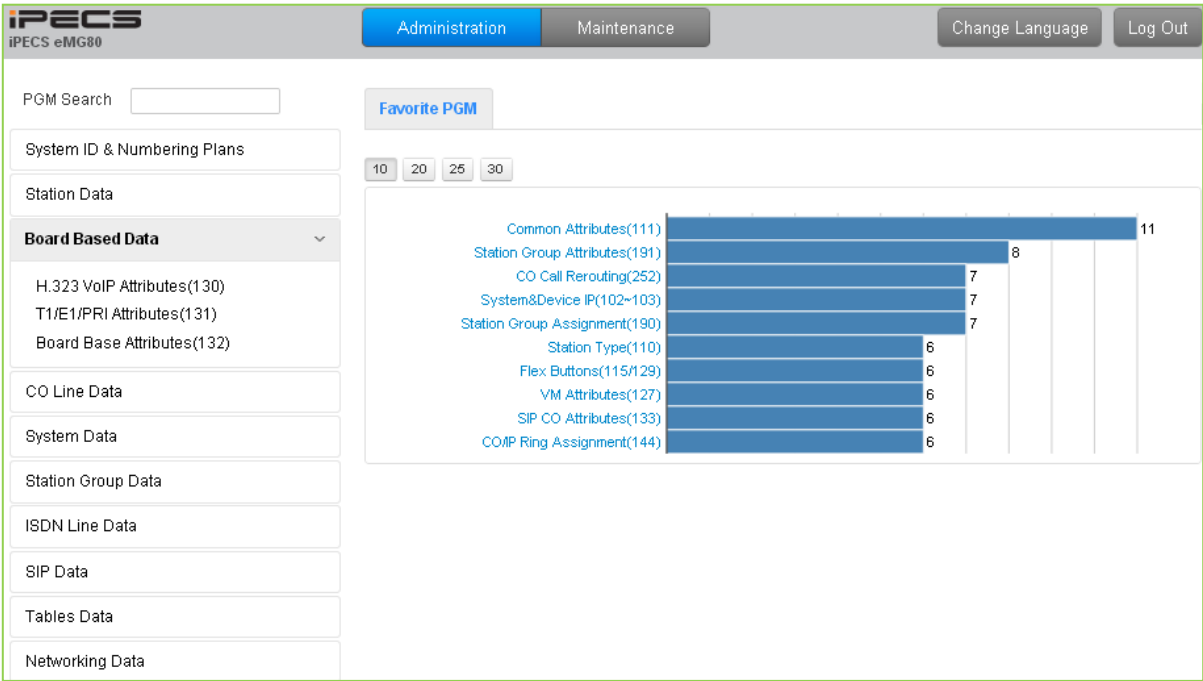 iPECS
iPECS eMG80
Administration
Maintenance
Change Language
Log Out
PGM Search
System ID & Numbering Plans
Station Data
Board Based Data
H.323 VoIP Attributes(130)
T1/E1/PRI Attributes(131)
Board Base Attributes(132)
CO Line Data
System Data
Station Group Data
ISDN Line Data
SIP Data
Tables Data
Networking Data
Favorite PGM
10 20 25 30
Common Attributes(111) 11
Station Group Attributes(191) 8
CO Call Rerouting(252) 7
System&Device IP(102~103) 7
Station Group Assignment(190) 7
Station Type(110) 6
Flex Buttons(115/129) 6
VM Attributes(127) 6
SIP CO Attributes(133) 6
CO/IP Ring Assignment(144) 6